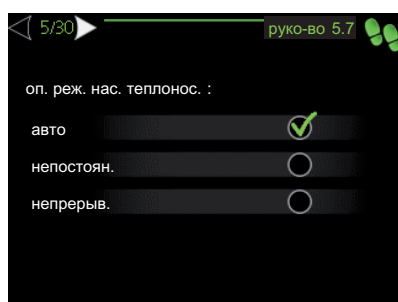 5/30 руко-во 5.7
оп. реж. нас. теплонос. :
авто
непостоян.
непрерыв.